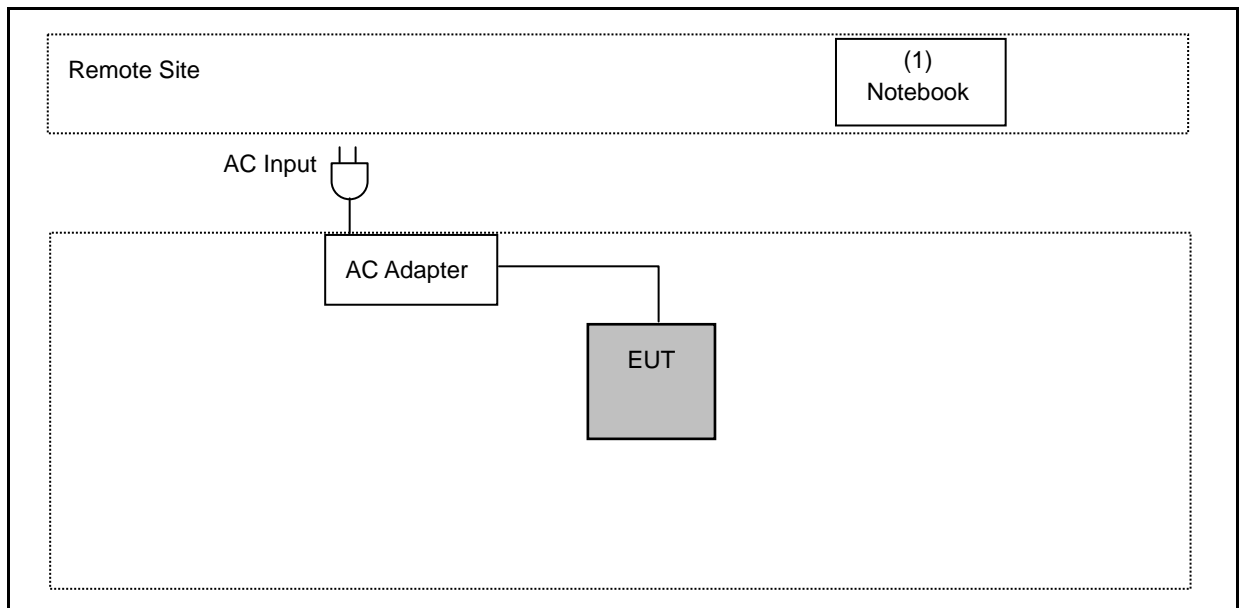 Remote Site
(1)
Notebook
AC Input
AC Adapter
EUT